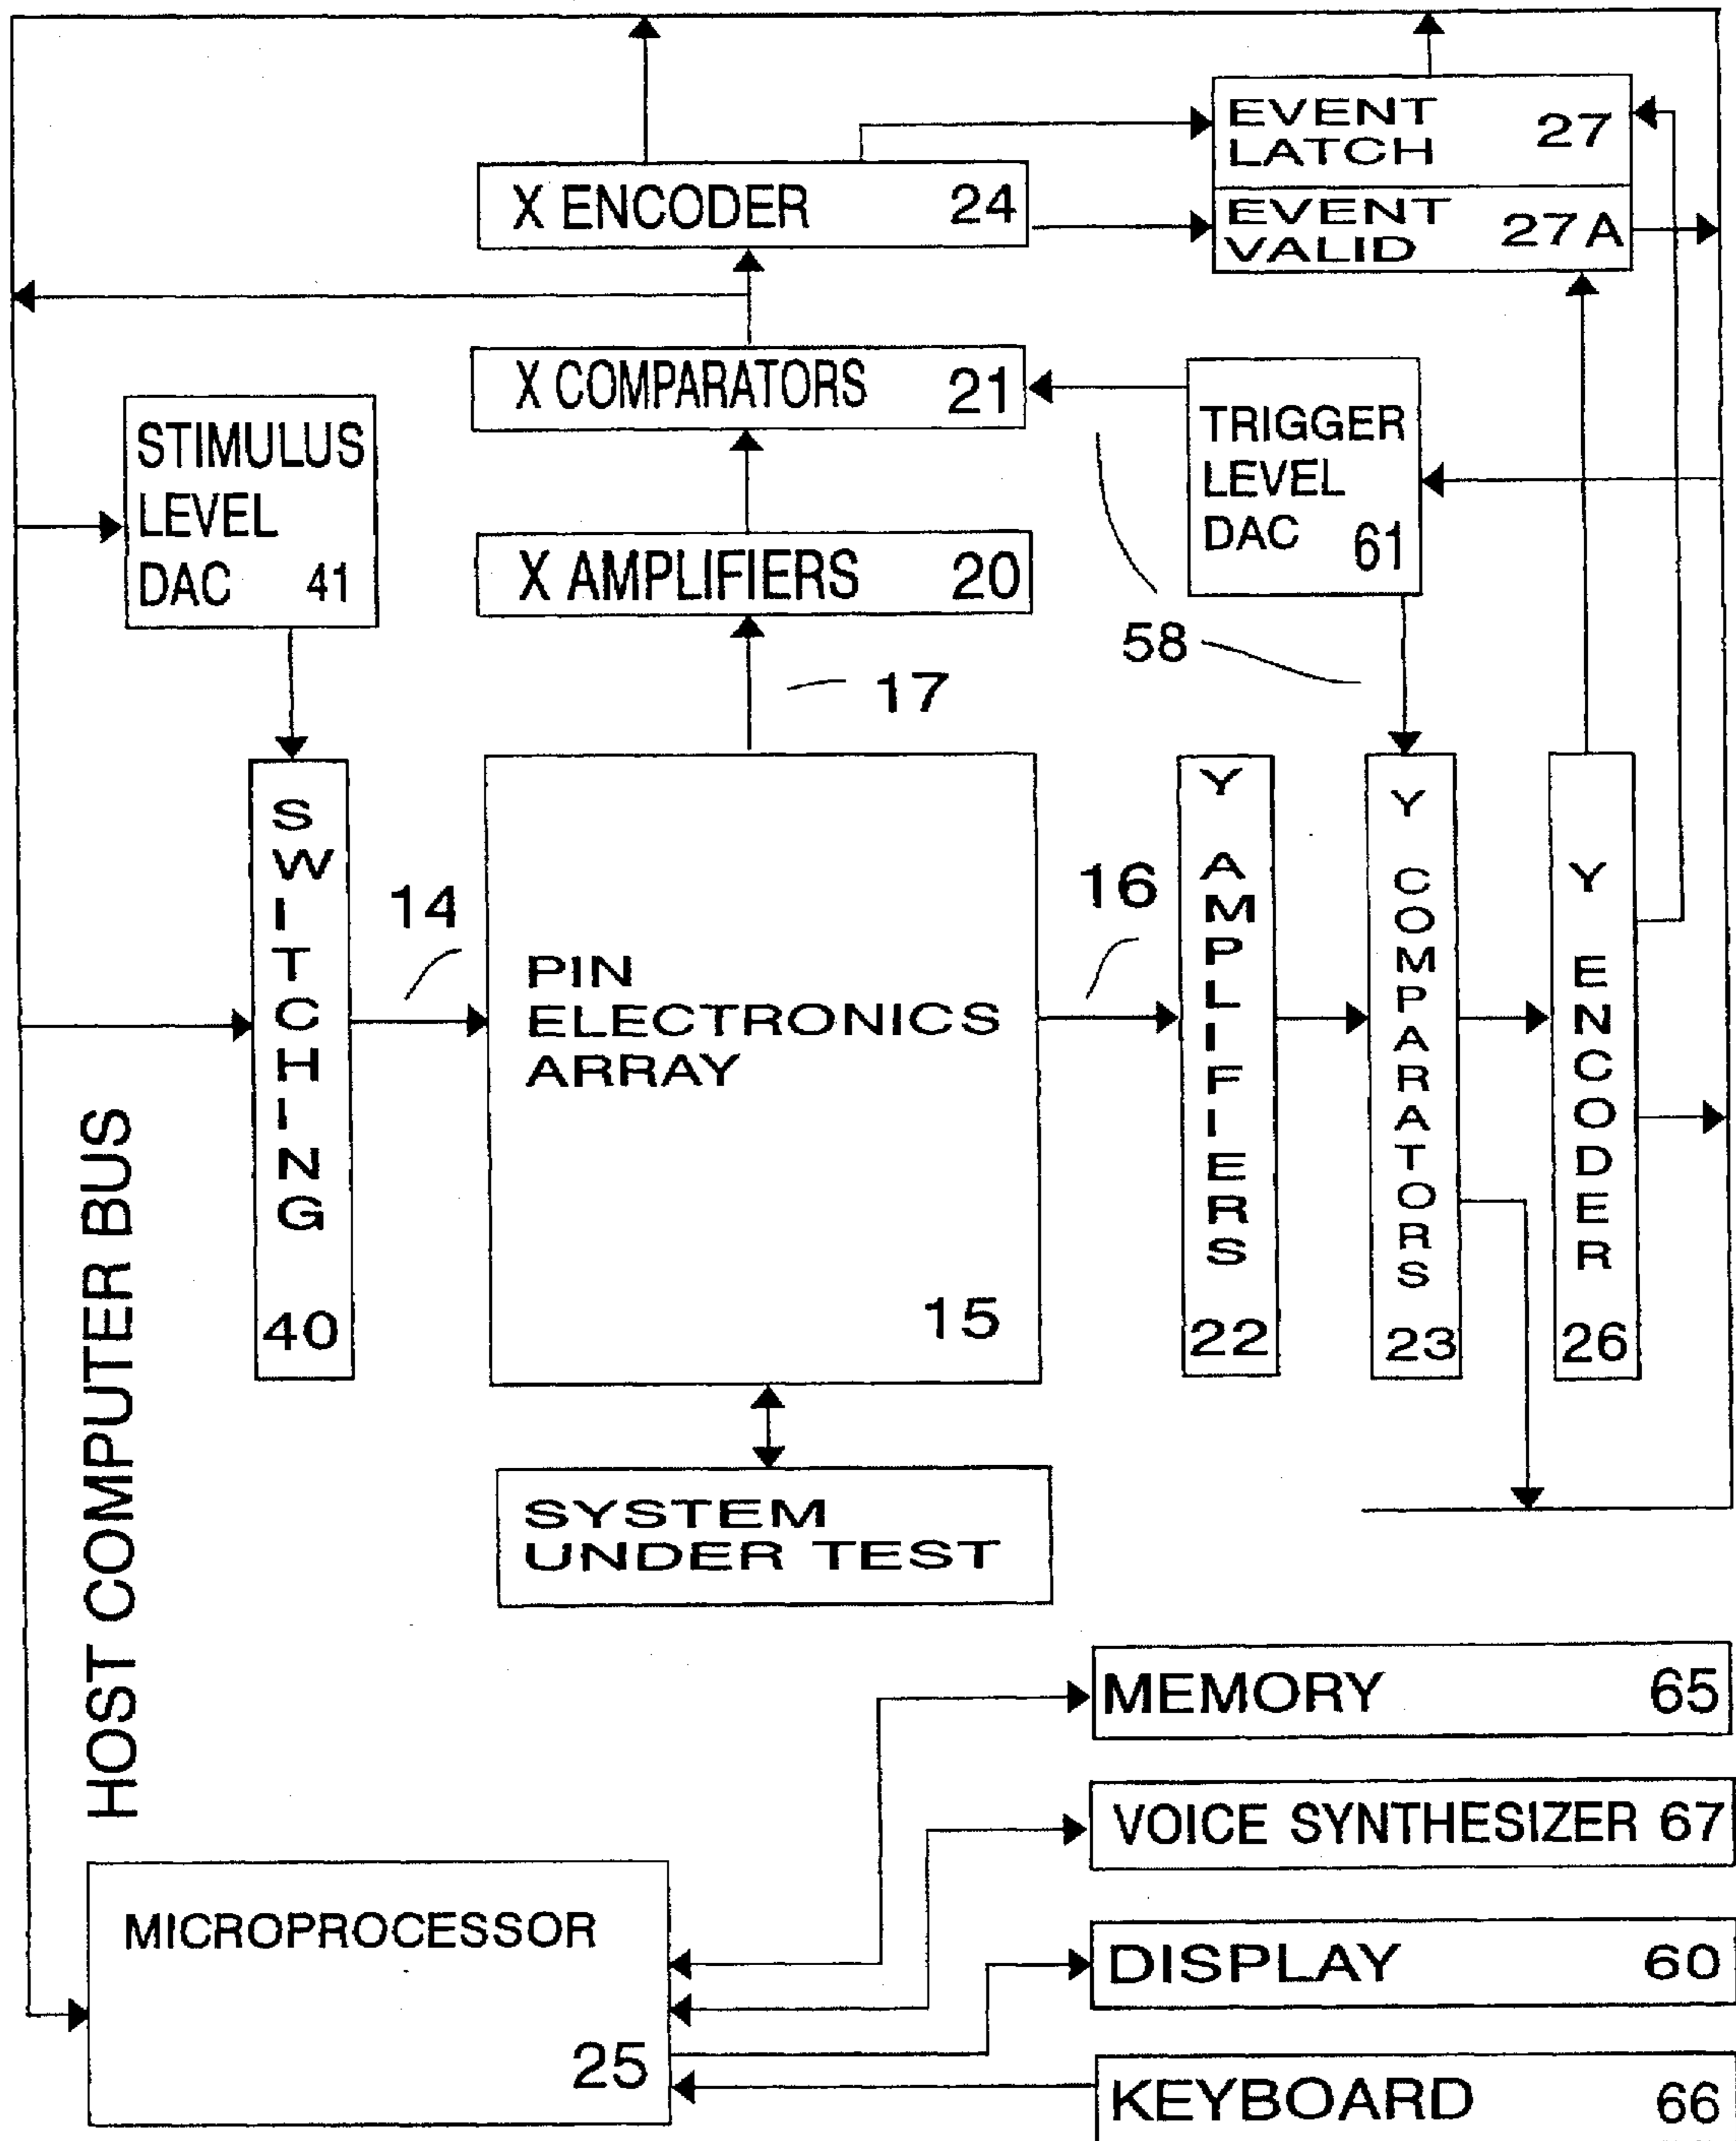 EVENT
LATCH 27
X ENCODER 24
EVENT
VALID 27A
X COMPARATORS 21
STIMULUS
LEVEL
DAC 41
TRIGGER
LEVEL
DAC 61
X AMPLIFIERS 20
58
17
SWITCHING 40
14
PIN
ELECTRONICS
ARRAY
15
16
Y AMPLIFIERS 22
Y COMPARATORS 23
Y ENCODER 26
HOST COMPUTER BUS
SYSTEM
UNDER TEST
MEMORY 65
VOICE SYNTHESIZER 67
MICROPROCESSOR
25
DISPLAY 60
KEYBOARD 66